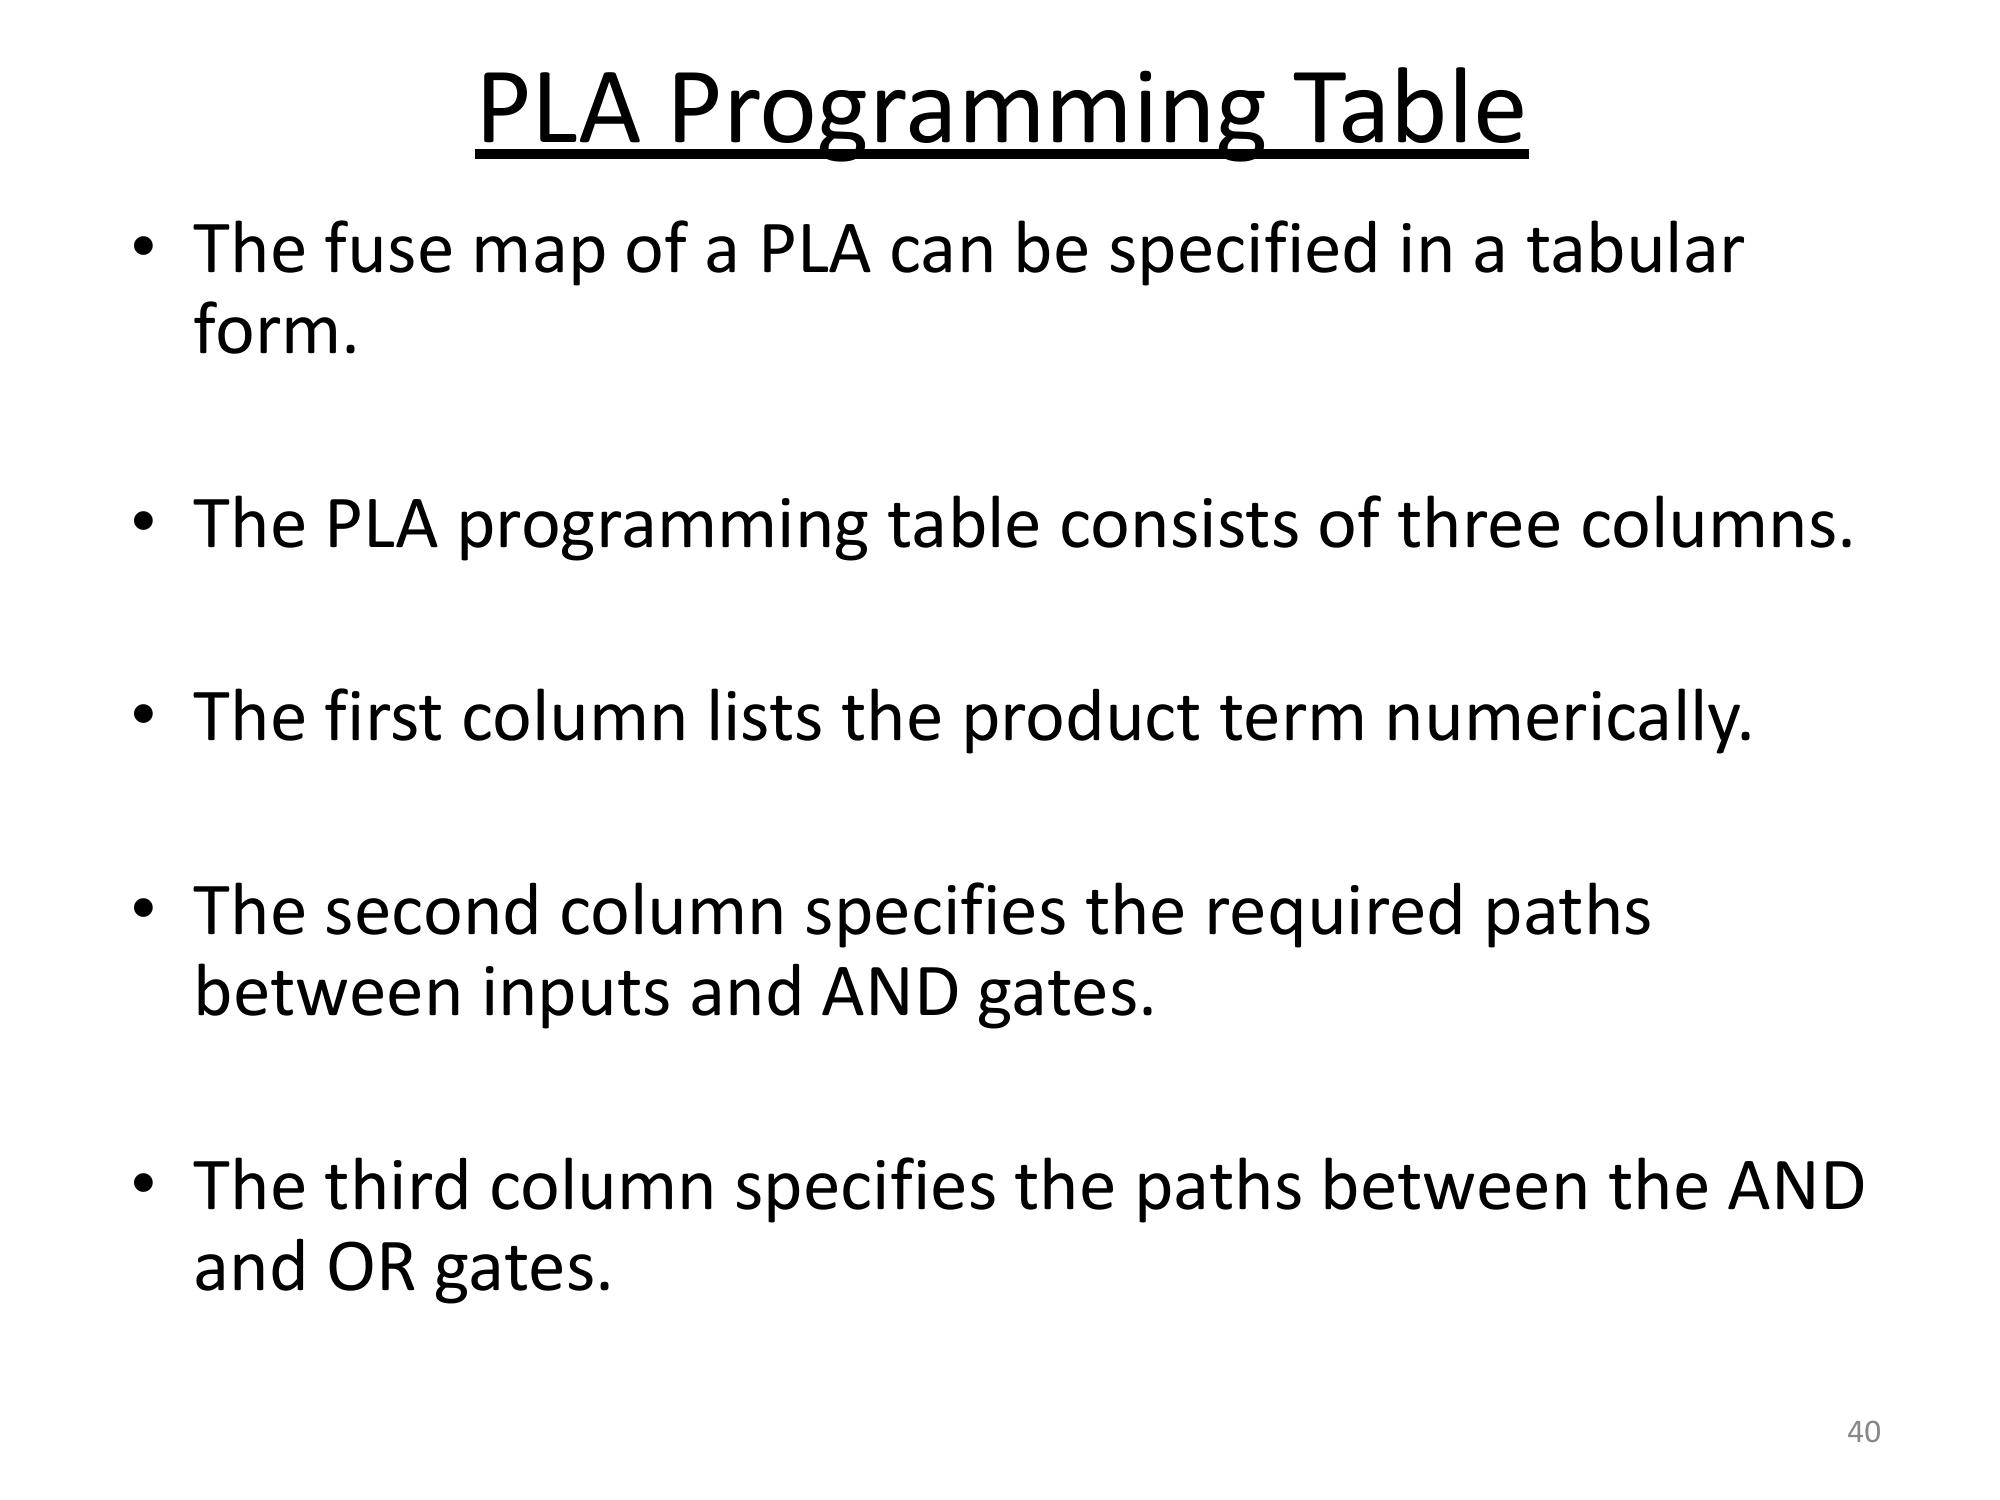 PLA Programming Table
• The fuse map of a PLA can be specified in a tabular
form.
• The PLA programming table consists of three columns.
• The first column lists the product term numerically.
• The second column specifies the required paths
between inputs and AND gates.
• The third column specifies the paths between the AND
and OR gates.
40